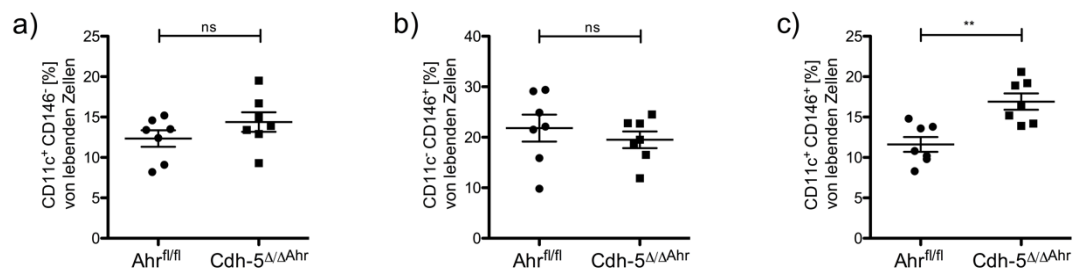 a)
ns
CD11c⁺ CD146⁻ [%]
von lebenden Zellen
25
20
15
10
5
0
Ahr^fl/fl Cdh-5^Δ/ΔAhr
b)
ns
CD11c⁻ CD146⁺ [%]
von lebenden Zellen
40
30
20
10
0
Ahr^fl/fl Cdh-5^Δ/ΔAhr
c)
**
CD11c⁺ CD146⁺ [%]
von lebenden Zellen
25
20
15
10
5
0
Ahr^fl/fl Cdh-5^Δ/ΔAhr